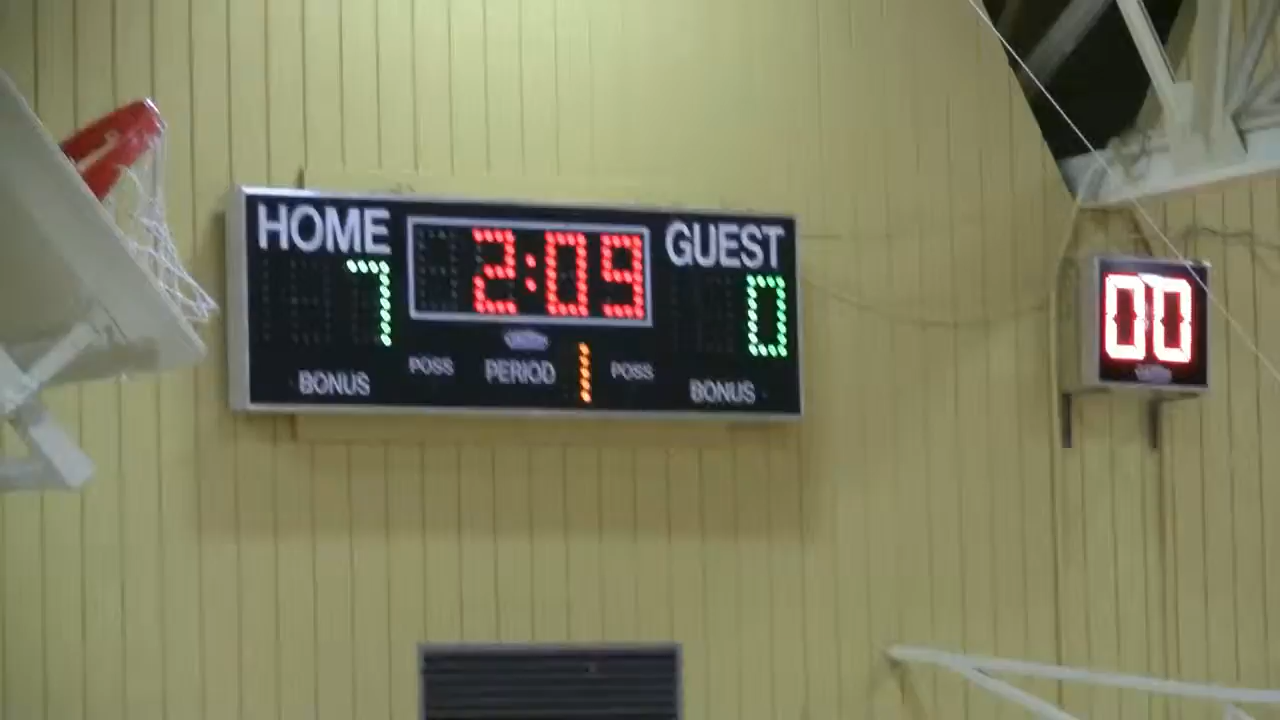 HOME 2:09 GUEST
7 0
POSS PERIOD 1 POSS
BONUS BONUS
00